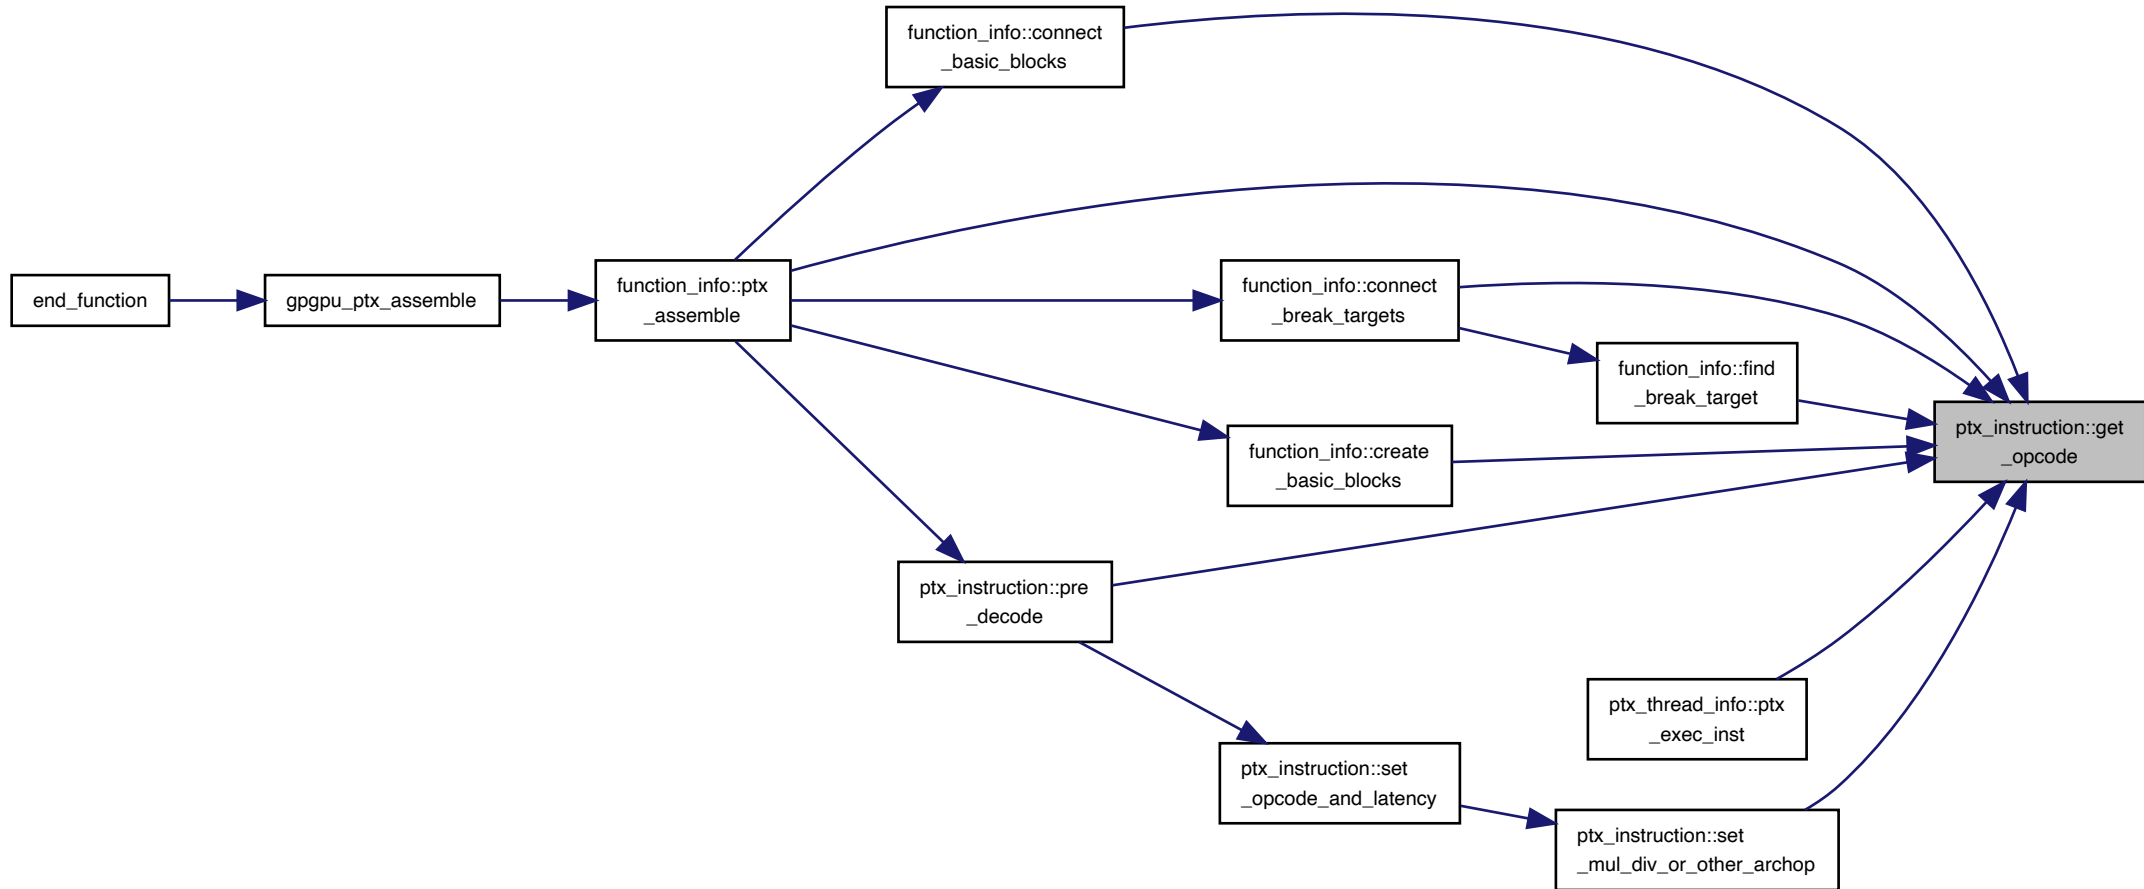 function_info::connect
_basic_blocks
end_function
gpgpu_ptx_assemble
function_info::ptx
_assemble
function_info::connect
_break_targets
function_info::find
_break_target
ptx_instruction::get
_opcode
function_info::create
_basic_blocks
ptx_instruction::pre
_decode
ptx_thread_info::ptx
_exec_inst
ptx_instruction::set
_opcode_and_latency
ptx_instruction::set
_mul_div_or_other_archop